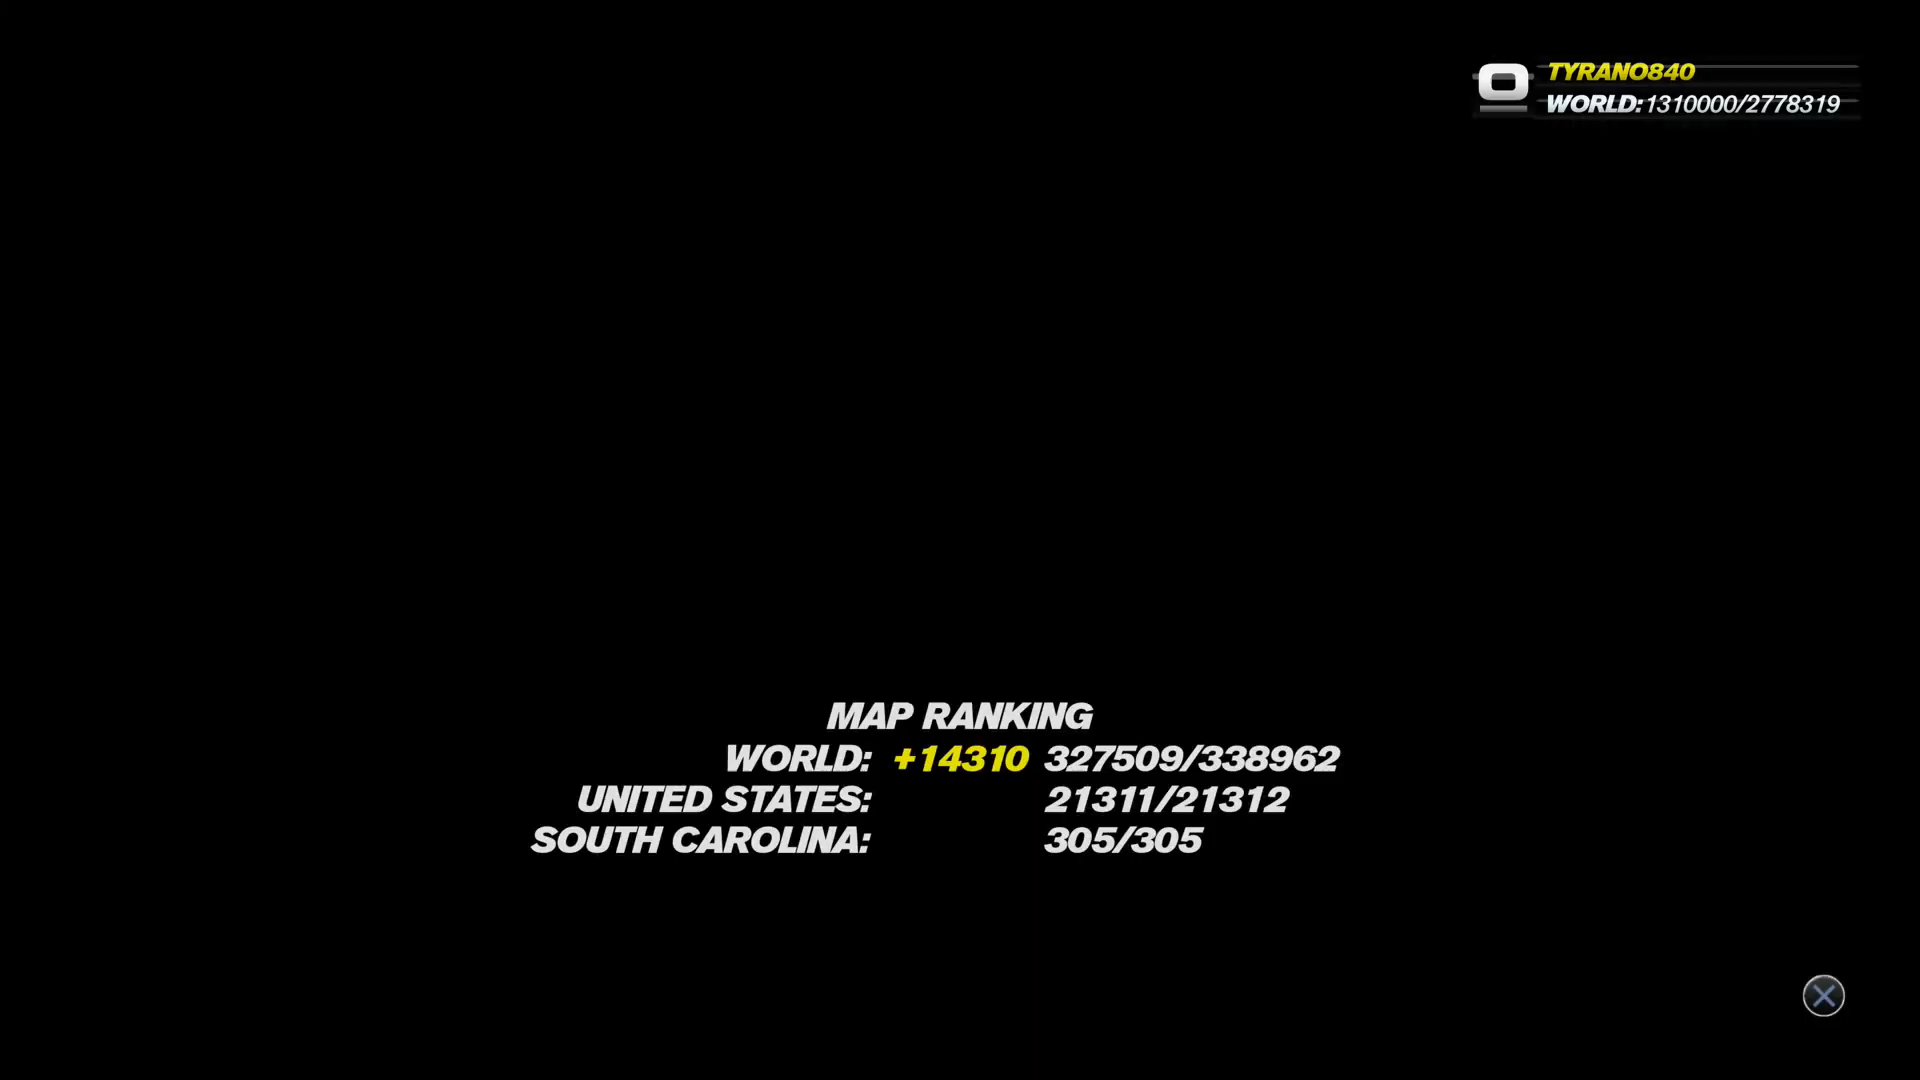 TYRANO840
WORLD: 1310000/2778319
MAP RANKING
WORLD: +14310 327509/338962
UNITED STATES: 21311/21312
SOUTH CAROLINA: 305/305